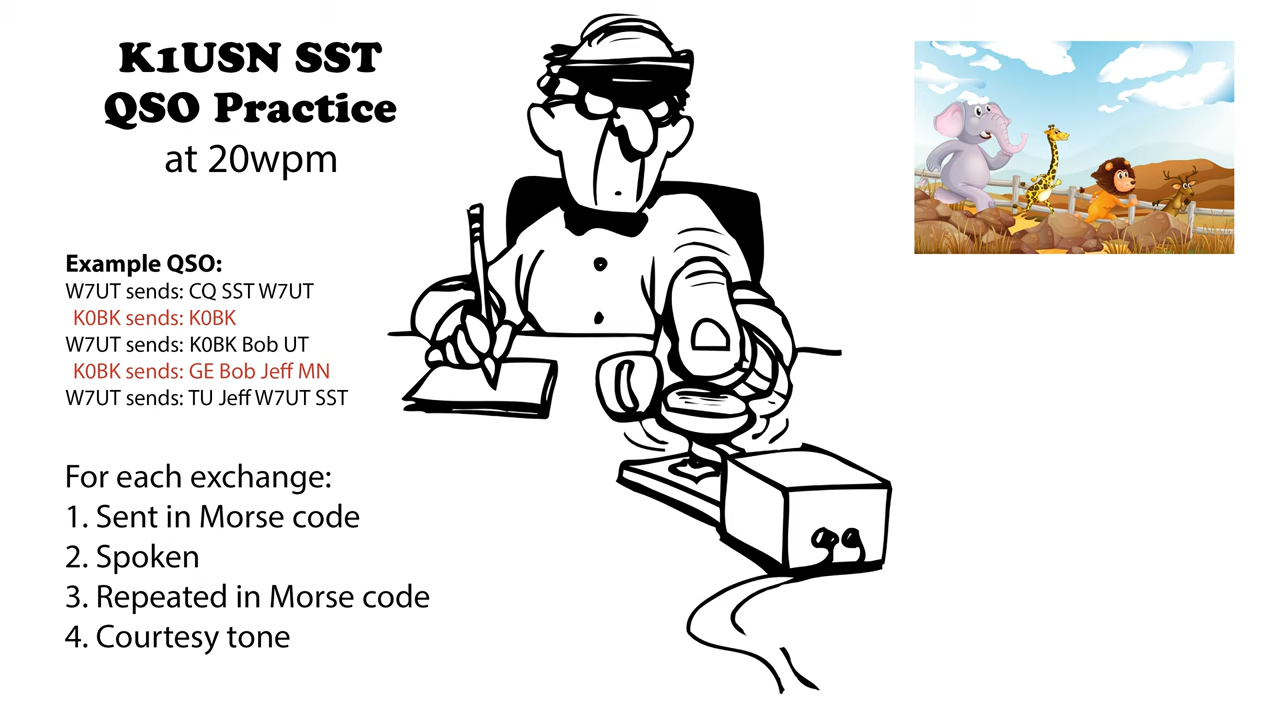 K1USN SST
QSO Practice
at 20wpm
Example QSO:
W7UT sends: CQ SST W7UT
K0BK sends: K0BK
W7UT sends: K0BK Bob UT
K0BK sends: GE Bob Jeff MN
W7UT sends: TU Jeff W7UT SST
For each exchange:
1. Sent in Morse code
2. Spoken
3. Repeated in Morse code
4. Courtesy tone